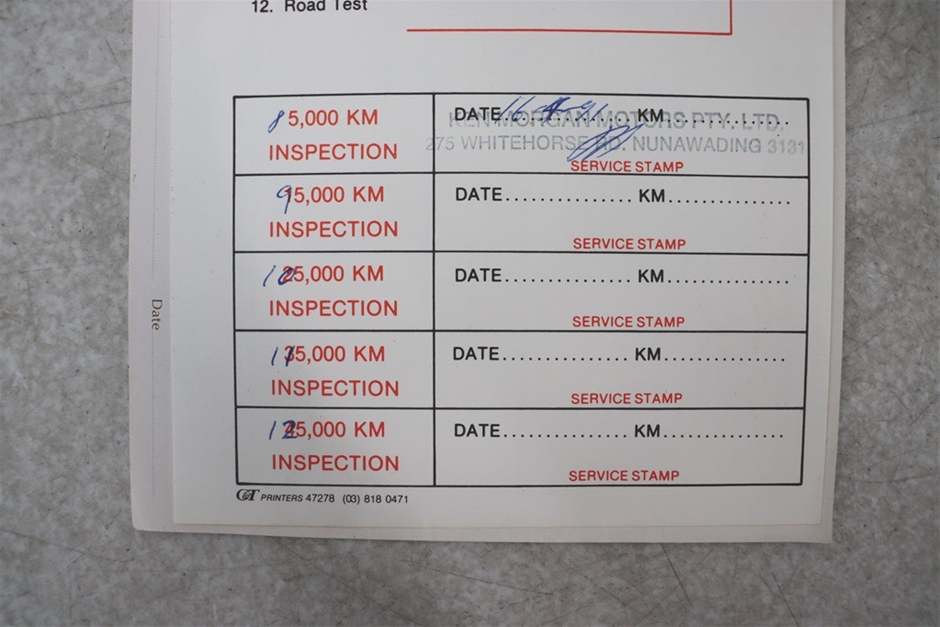 12. Road Test
85,000 KM
INSPECTION
DATE 16.4.91 KM
KEN MORGAN MOTORS PTY. LTD,
275 WHITEHORSE RD. NUNAWADING 3131
SERVICE STAMP
95,000 KM
INSPECTION
DATE............... KM...............
SERVICE STAMP
105,000 KM
INSPECTION
DATE............... KM...............
SERVICE STAMP
115,000 KM
INSPECTION
DATE............... KM...............
SERVICE STAMP
125,000 KM
INSPECTION
DATE............... KM...............
SERVICE STAMP
C&T PRINTERS 47278 (03) 818 0471
Date